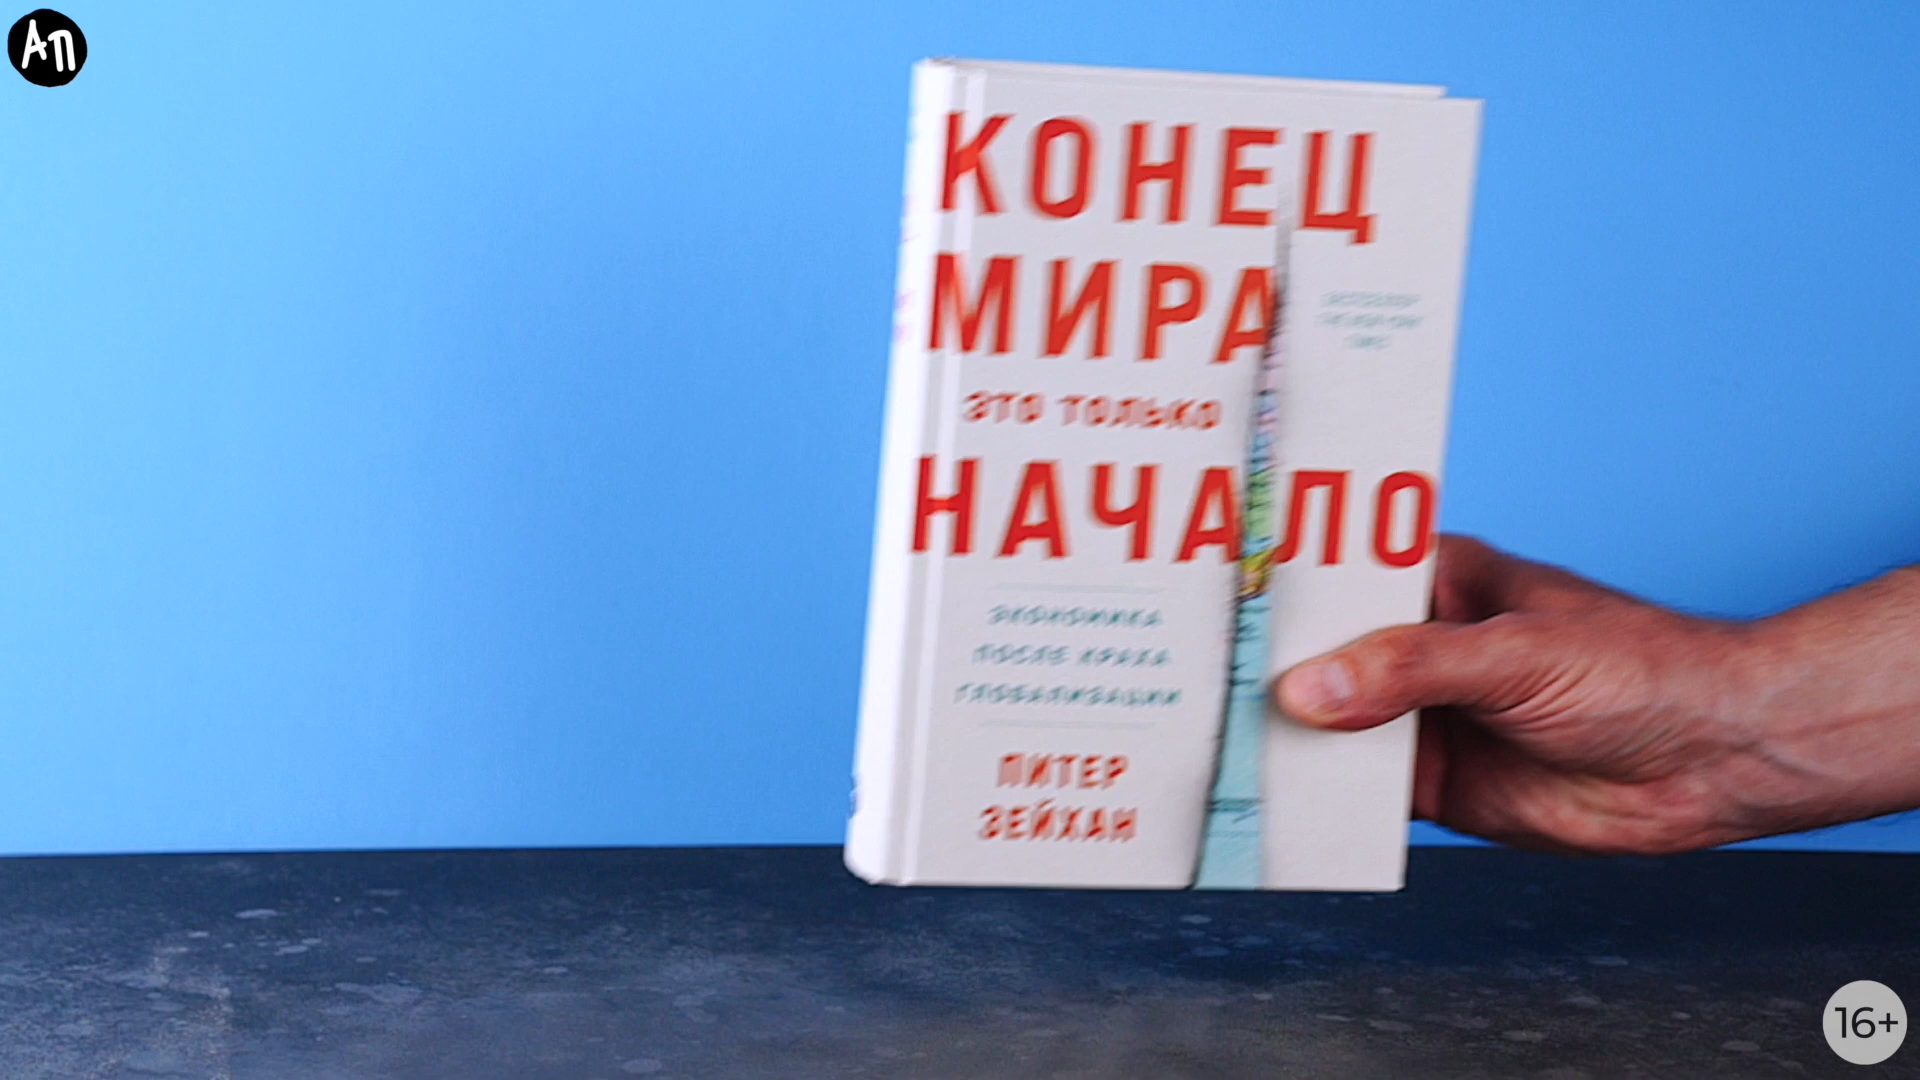 АП
КОНЕЦ
МИРА
ЭТО ТОЛЬКО
НАЧАЛО
ЭКОНОМИКА
ПОСЛЕ КРАХА
ГЛОБАЛИЗАЦИИ
ПИТЕР
ЗЕЙХАН
16+